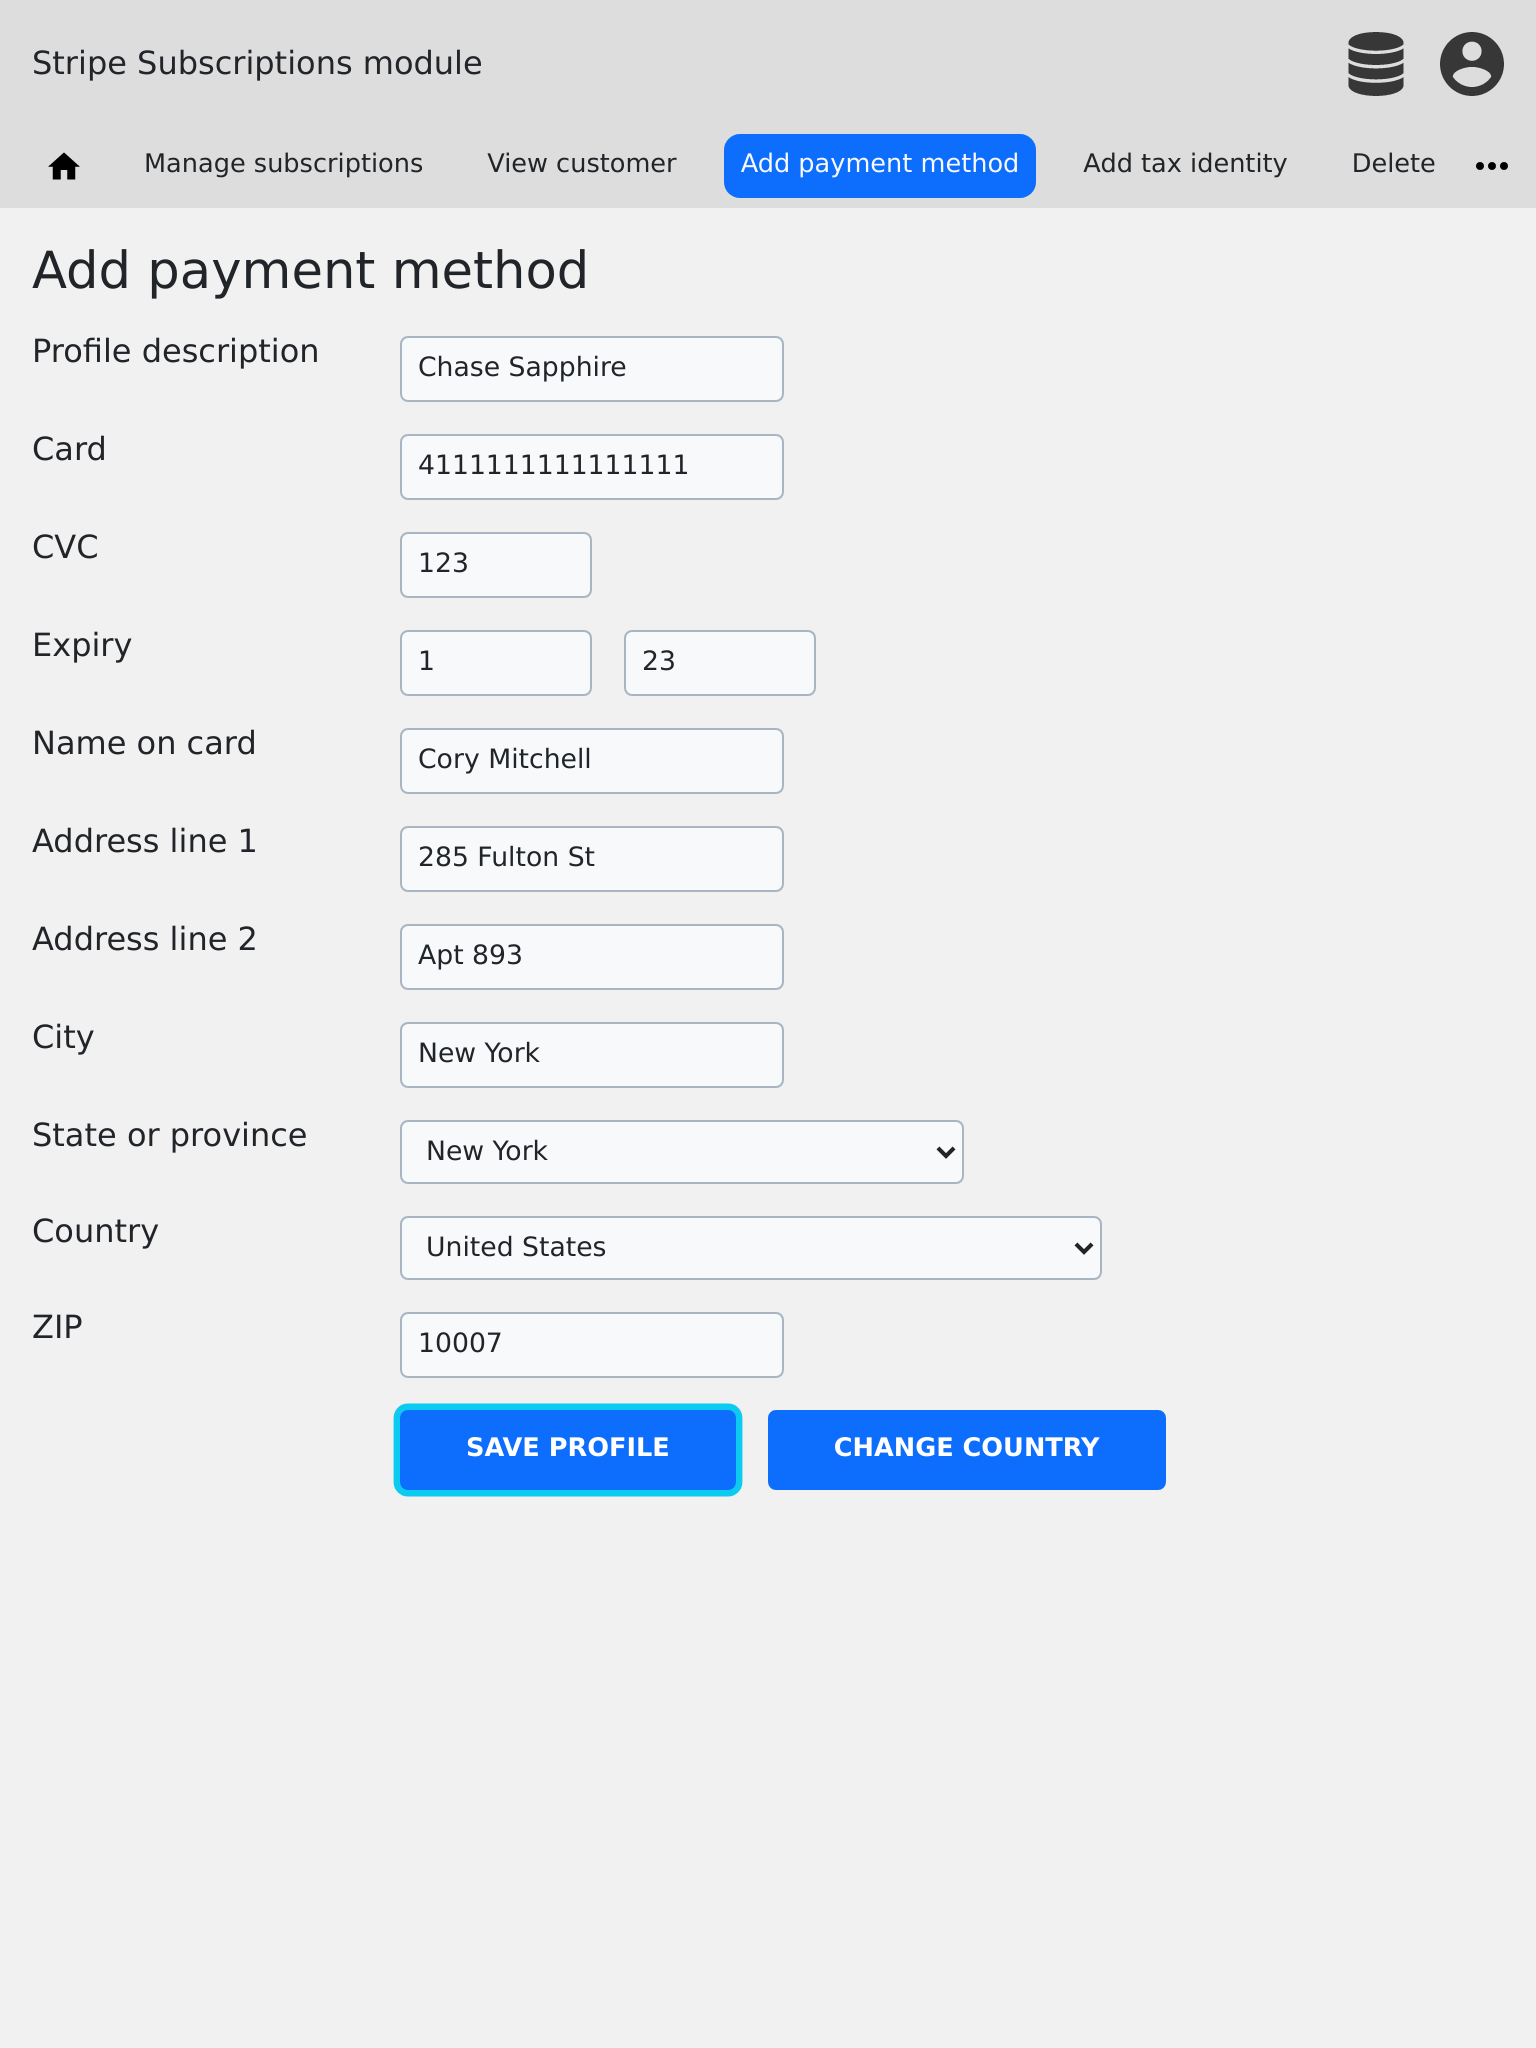 Stripe Subscriptions module
Manage subscriptions View customer Add payment method Add tax identity Delete
Add payment method
Profile description Chase Sapphire
Card 4111111111111111
CVC 123
Expiry 1 23
Name on card Cory Mitchell
Address line 1 285 Fulton St
Address line 2 Apt 893
City New York
State or province New York
Country United States
ZIP 10007
SAVE PROFILE CHANGE COUNTRY